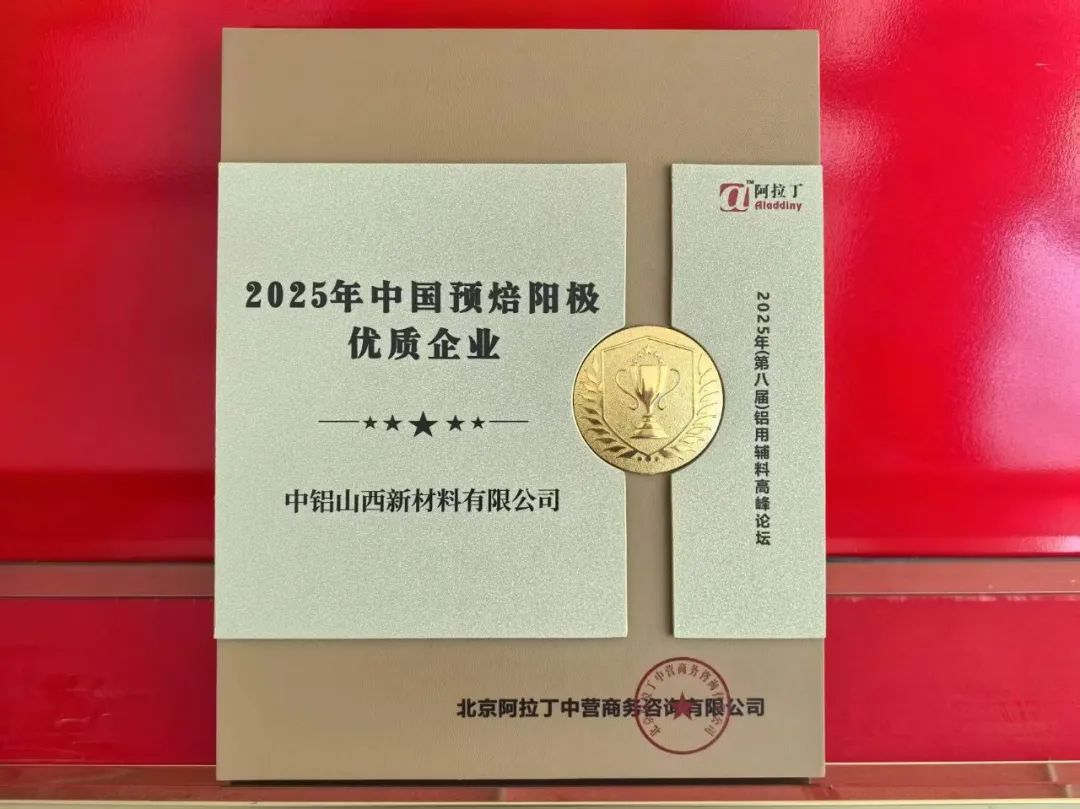 2025年中国预焙阳极
优质企业
中铝山西新材料有限公司
TM
阿拉丁
Aladdiny
2025年(第八届)铝用辅料高峰论坛
北京阿拉丁中营商务咨询有限公司